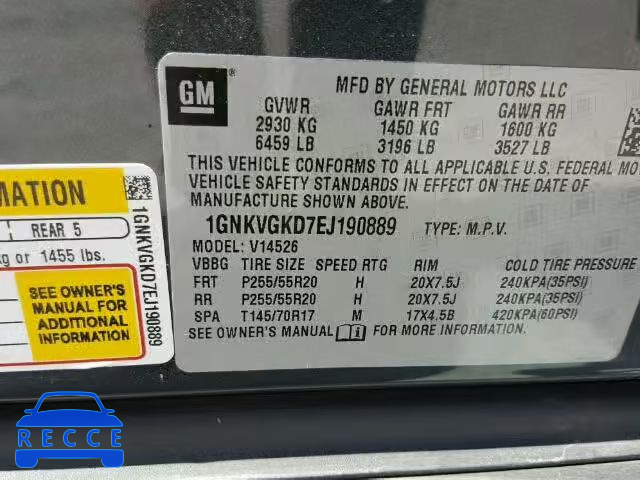 GM
MFD BY GENERAL MOTORS LLC
GVWR GAWR FRT GAWR RR
2930 KG 1450 KG 1600 KG
6459 LB 3196 LB 3527 LB
THIS VEHICLE CONFORMS TO ALL APPLICABLE U.S. FEDERAL
VEHICLE SAFETY STANDARDS IN EFFECT ON THE DATE OF
MANUFACTURE SHOWN ABOVE.
1GNKVGKD7EJ190889 TYPE: M.P.V.
MODEL: V14526
VBBG TIRE SIZE SPEED RTG RIM COLD TIRE PRESSURE
FRT P255/55R20 H 20X7.5J 240KPA(35PSI)
RR P255/55R20 H 20X7.5J 240KPA(35PSI)
SPA T145/70R17 M 17X4.5B 420KPA(60PSI)
SEE OWNER'S MANUAL FOR MORE INFORMATION.
MATION
REAR 5
kg or 1455 lbs.
SEE OWNER'S
MANUAL FOR
ADDITIONAL
INFORMATION
1GNKVGKD7EJ190889
RECCE